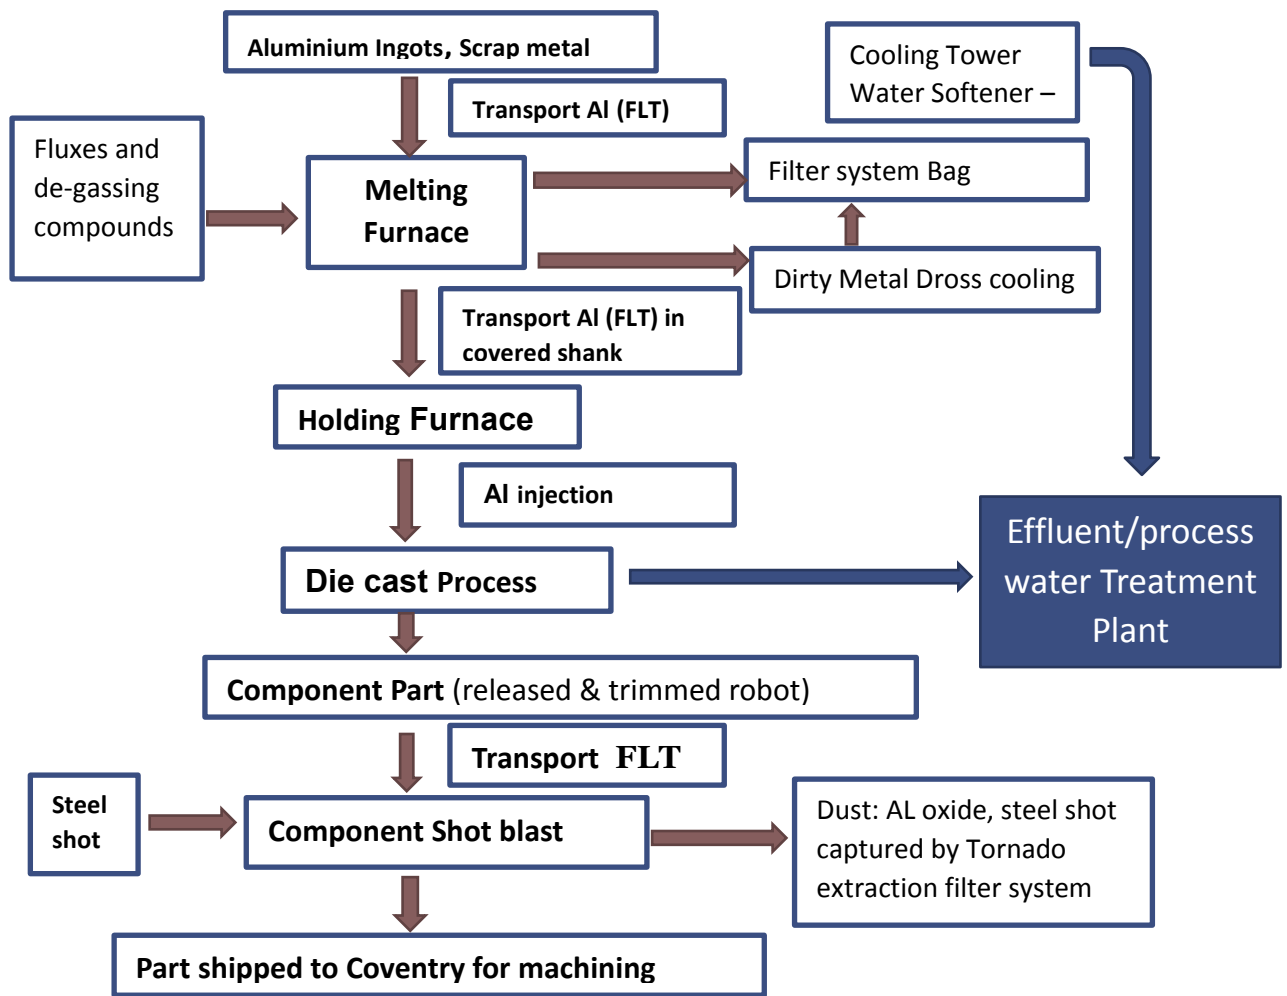 Aluminium Ingots, Scrap metal
Cooling Tower
Water Softener –
Transport Al (FLT)
Fluxes and
de-gassing
compounds
Melting
Furnace
Filter system Bag
Dirty Metal Dross cooling
Transport Al (FLT) in
covered shank
Holding Furnace
Al injection
Effluent/process
water Treatment
Plant
Die cast Process
Component Part (released & trimmed robot)
Transport FLT
Steel
shot
Component Shot blast
Dust: AL oxide, steel shot
captured by Tornado
extraction filter system
Part shipped to Coventry for machining